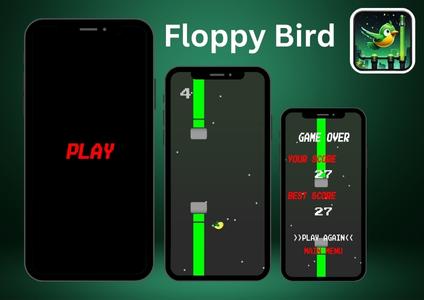 Floppy Bird
PLAY
4
GAME OVER
YOUR SCORE
27
BEST SCORE
27
>>PLAY AGAIN<<
MAIN MENU